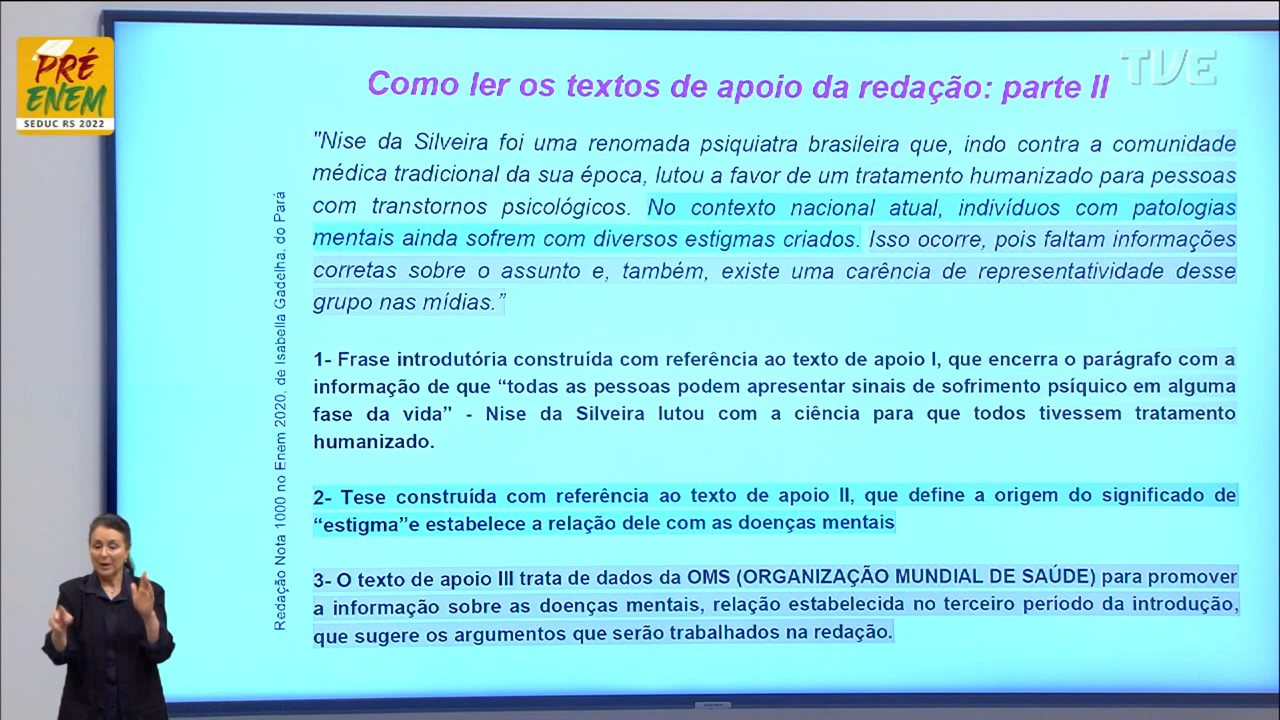 PRÉ
ENEM
SEDUC RS 2022
TVE
Como ler os textos de apoio da redação: parte II
"Nise da Silveira foi uma renomada psiquiatra brasileira que, indo contra a comunidade
médica tradicional da sua época, lutou a favor de um tratamento humanizado para pessoas
com transtornos psicológicos. No contexto nacional atual, indivíduos com patologias
mentais ainda sofrem com diversos estigmas criados. Isso ocorre, pois faltam informações
corretas sobre o assunto e, também, existe uma carência de representatividade desse
grupo nas mídias.”
Redação Nota 1000 no Enem 2020, de Isabella Gadelha, do Pará
1- Frase introdutória construída com referência ao texto de apoio I, que encerra o parágrafo com a
informação de que “todas as pessoas podem apresentar sinais de sofrimento psíquico em alguma
fase da vida” - Nise da Silveira lutou com a ciência para que todos tivessem tratamento
humanizado.
2- Tese construída com referência ao texto de apoio II, que define a origem do significado de
“estigma”e estabelece a relação dele com as doenças mentais
3- O texto de apoio III trata de dados da OMS (ORGANIZAÇÃO MUNDIAL DE SAÚDE) para promover
a informação sobre as doenças mentais, relação estabelecida no terceiro período da introdução,
que sugere os argumentos que serão trabalhados na redação.